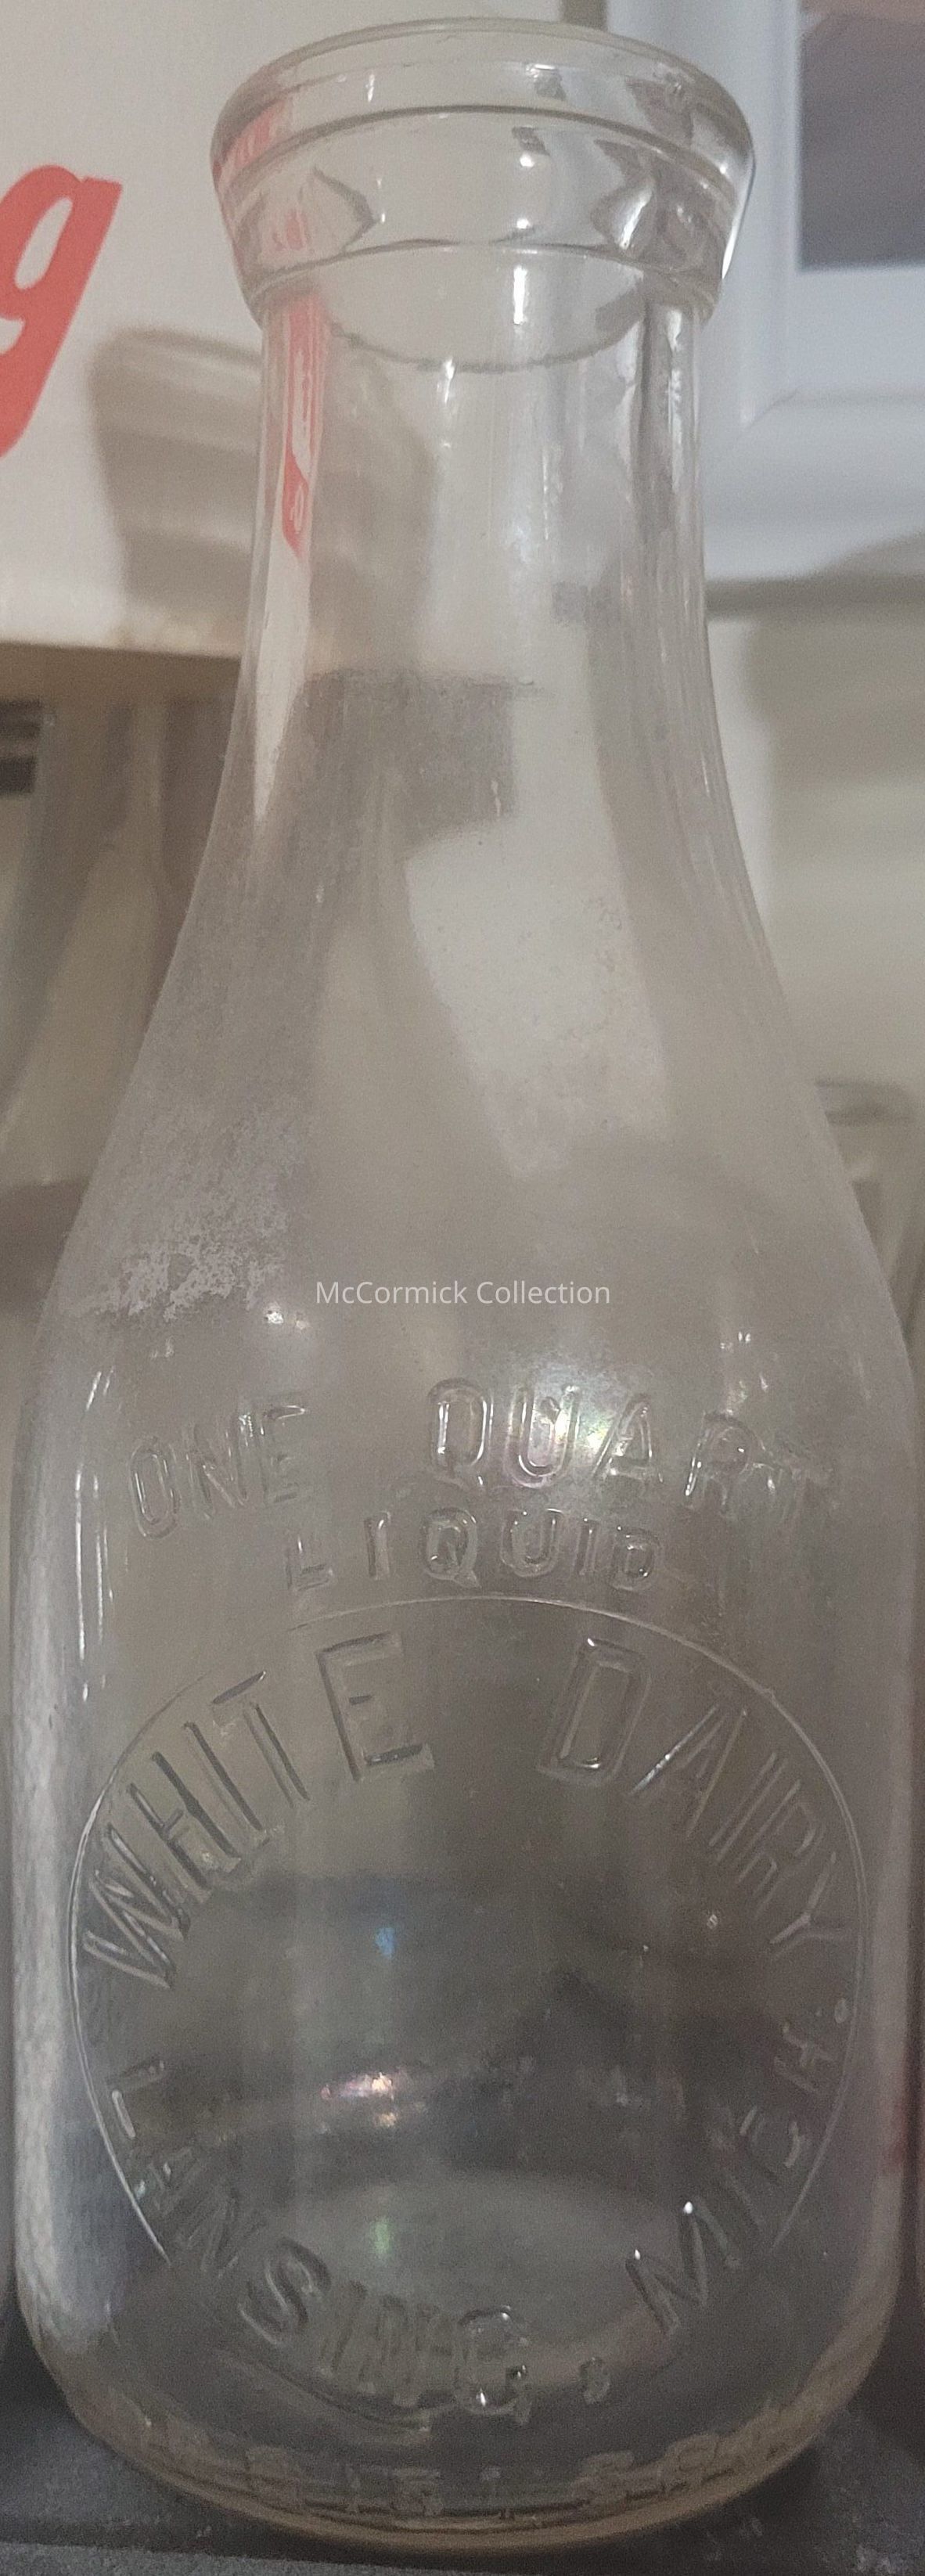 g
McCormick Collection
ONE QUART
LIQUID
WHITE DAIRY
LANSING, MICH.